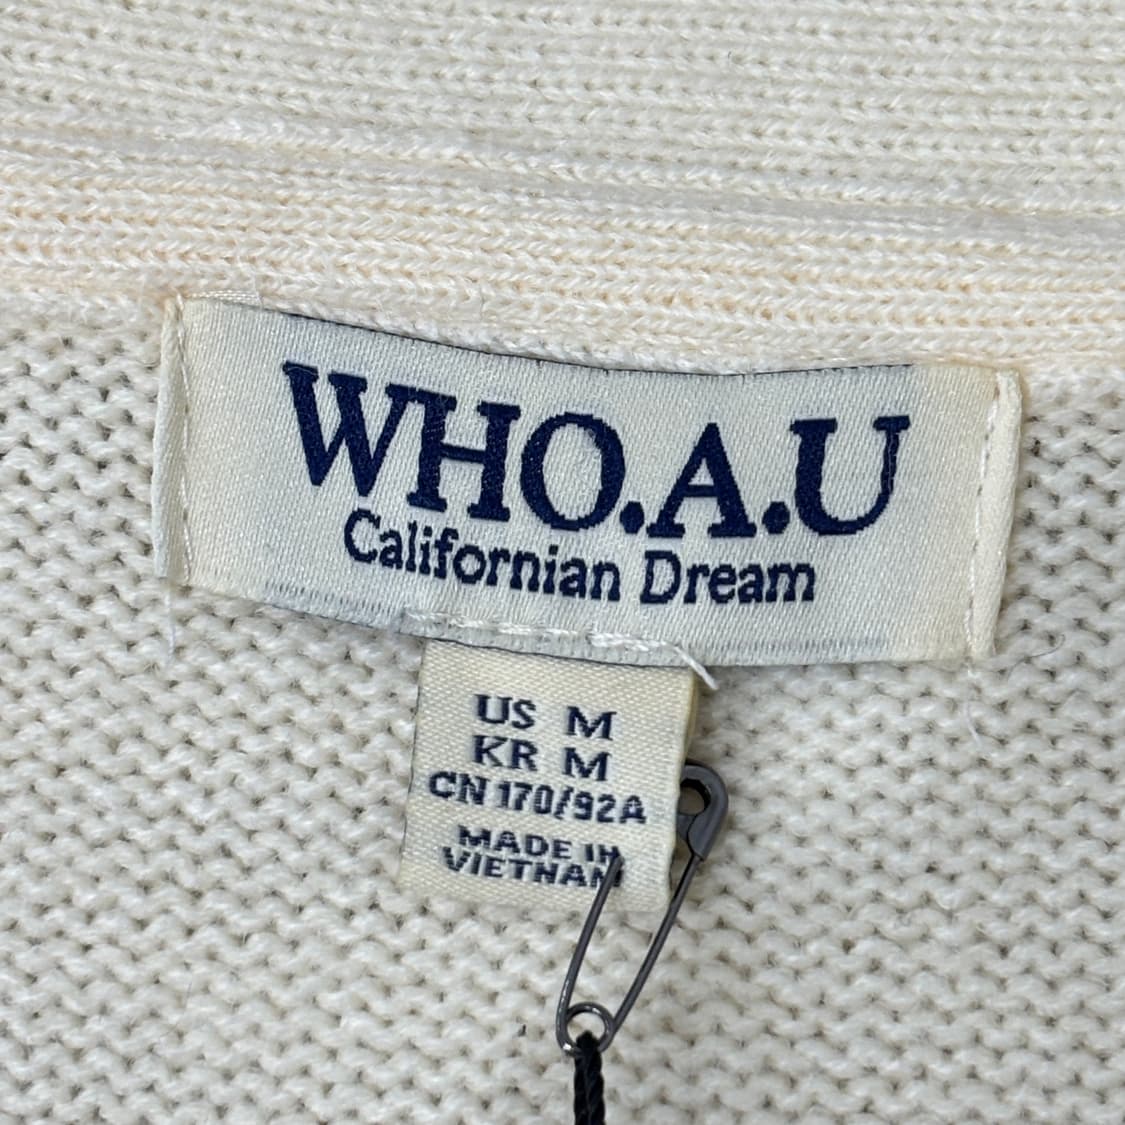 WHO.A.U
Californian Dream
US M
KR M
CN 170/92A
MADE IN
VIETNAM